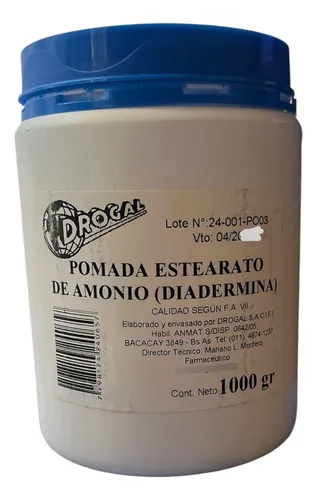 DROGAL
Lote N°:24-001-PO03
Vto: 04/2
POMADA ESTEARATO
DE AMONIO (DIADERMINA)
CALIDAD SEGÚN F.A. VII
Elaborado y envasado por DROGAL S.A.C.I.F.I.
Habil. ANMAT S/DISP. 0642/05
BACACAY 3849 - Bs As Tel: (011) 4674-1257
Director Técnico: Mariano L. Montero
Farmacéutico
Cont. Neto 1000 gr